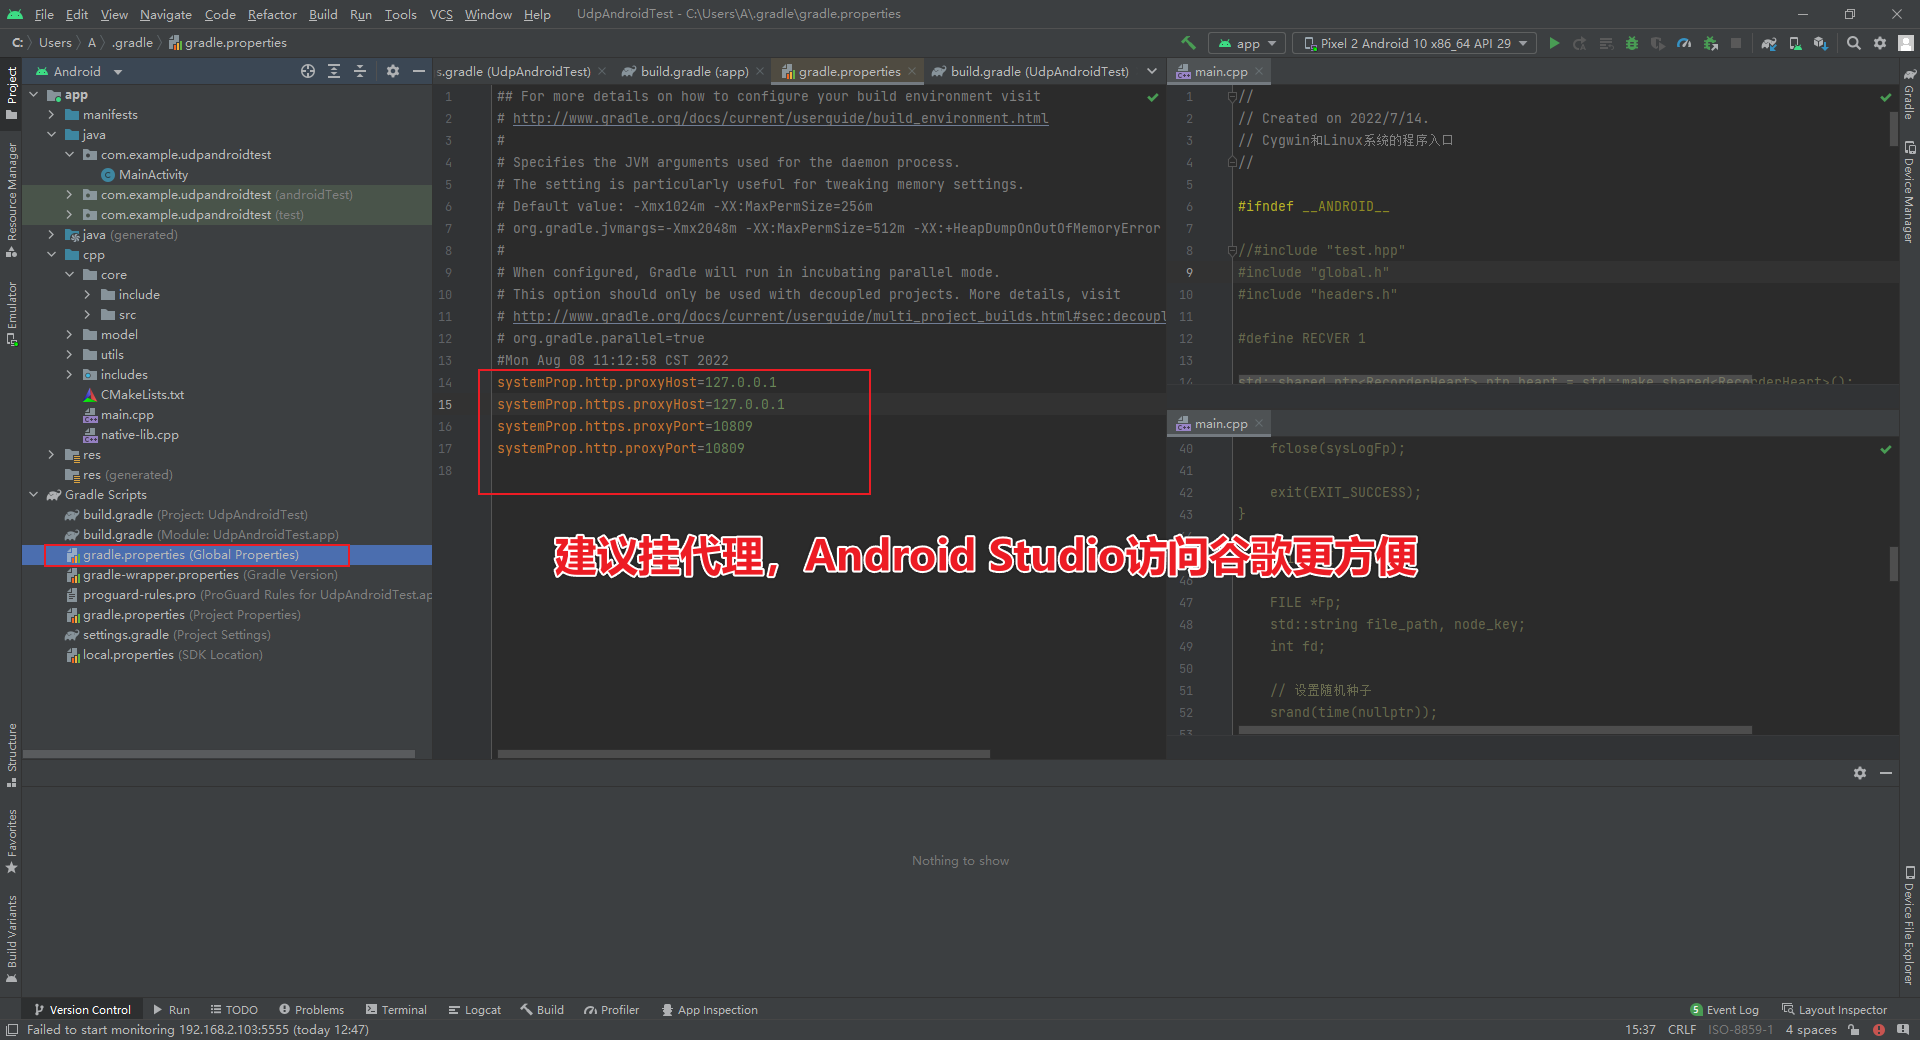 File Edit View Navigate Code Refactor Build Run Tools VCS Window Help UdpAndroidTest - C:\Users\A\.gradle\gradle.properties
C: Users A .gradle gradle.properties
app
Pixel 2 Android 10 x86_64 API 29
Project
Resource Manager
Emulator
Structure
Favorites
Build Variants
Android
app
manifests
java
com.example.udpandroidtest
MainActivity
com.example.udpandroidtest (androidTest)
com.example.udpandroidtest (test)
java (generated)
cpp
core
include
src
model
utils
includes
CMakeLists.txt
main.cpp
native-lib.cpp
res
res (generated)
Gradle Scripts
build.gradle (Project: UdpAndroidTest)
build.gradle (Module: UdpAndroidTest.app)
gradle.properties (Global Properties)
gradle-wrapper.properties (Gradle Version)
proguard-rules.pro (ProGuard Rules for UdpAndroidTest.ap
gradle.properties (Project Properties)
settings.gradle (Project Settings)
local.properties (SDK Location)
s.gradle (UdpAndroidTest) build.gradle (:app) gradle.properties build.gradle (UdpAndroidTest)
1 ## For more details on how to configure your build environment visit
2 # http://www.gradle.org/docs/current/userguide/build_environment.html
3 #
4 # Specifies the JVM arguments used for the daemon process.
5 # The setting is particularly useful for tweaking memory settings.
6 # Default value: -Xmx1024m -XX:MaxPermSize=256m
7 # org.gradle.jvmargs=-Xmx2048m -XX:MaxPermSize=512m -XX:+HeapDumpOnOutOfMemoryError
8 #
9 # When configured, Gradle will run in incubating parallel mode.
10 # This option should only be used with decoupled projects. More details, visit
11 # http://www.gradle.org/docs/current/userguide/multi_project_builds.html#sec:decoupl
12 # org.gradle.parallel=true
13 #Mon Aug 08 11:12:58 CST 2022
14 systemProp.http.proxyHost=127.0.0.1
15 systemProp.https.proxyHost=127.0.0.1
16 systemProp.https.proxyPort=10809
17 systemProp.http.proxyPort=10809
18
建议挂代理，Android Studio访问谷歌更方便
main.cpp
1 //
2 // Created on 2022/7/14.
3 // Cygwin和Linux系统的程序入口
4 //
5
6 #ifndef __ANDROID__
7
8 //#include "test.hpp"
9 #include "global.h"
10 #include "headers.h"
11
12 #define RECVER 1
13
14 std::shared_ptr<RecorderHeart> ptp_heart = std::make_shared<RecorderHeart>();
main.cpp
40 fclose(sysLogFp);
41
42 exit(EXIT_SUCCESS);
43 }
46
47 FILE *Fp;
48 std::string file_path, node_key;
49 int fd;
50
51 // 设置随机种子
52 srand(time(nullptr));
53
Gradle
Device Manager
Device File Explorer
Nothing to show
Version Control Run TODO Problems Terminal Logcat Build Profiler App Inspection
5 Event Log Layout Inspector
Failed to start monitoring 192.168.2.103:5555 (today 12:47)
15:37 CRLF ISO-8859-1 4 spaces